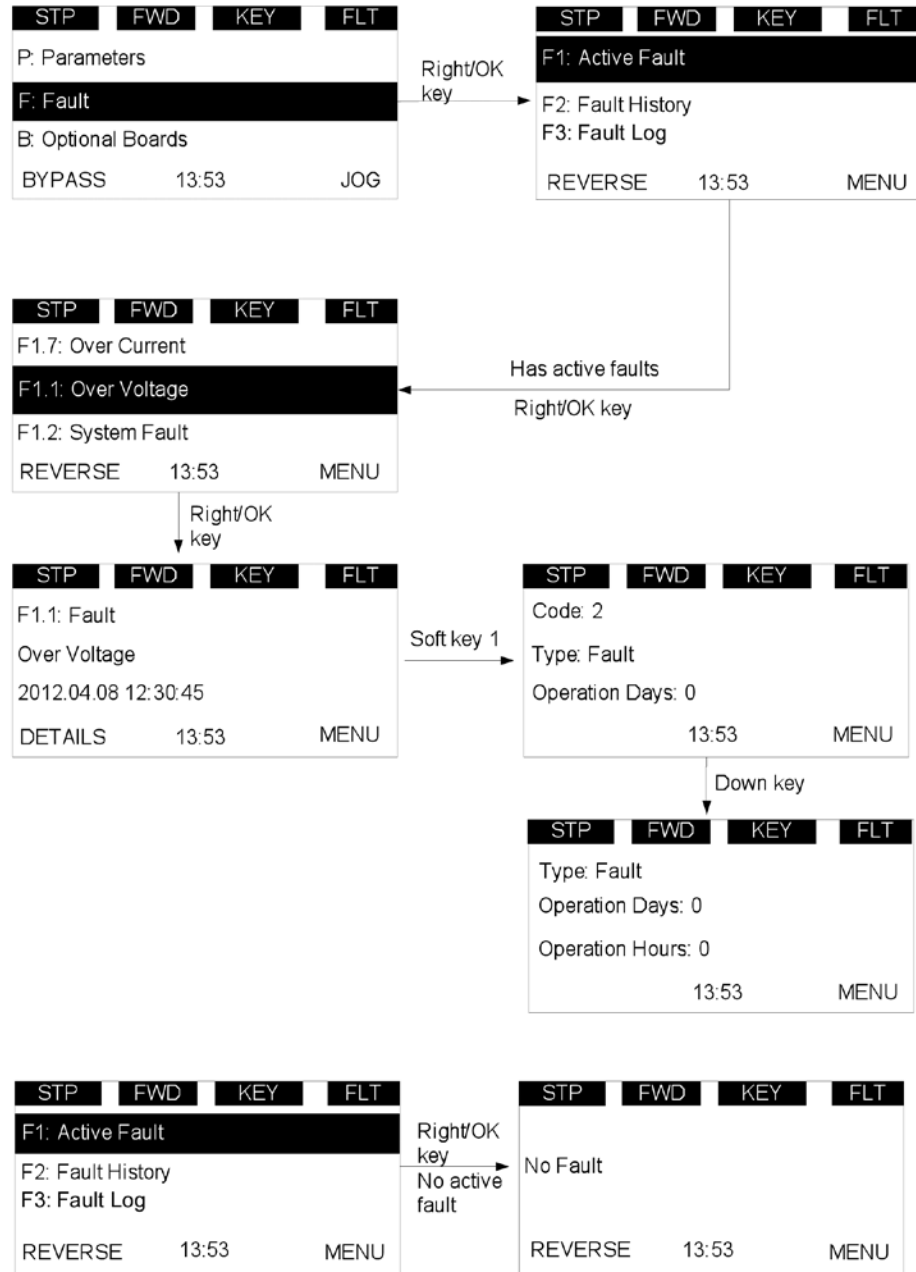 STP FWD KEY FLT
P: Parameters
F: Fault
B: Optional Boards
BYPASS 13:53 JOG
Right/OK
key
STP FWD KEY FLT
F1: Active Fault
F2: Fault History
F3: Fault Log
REVERSE 13:53 MENU
Has active faults
Right/OK key
STP FWD KEY FLT
F1.7: Over Current
F1.1: Over Voltage
F1.2: System Fault
REVERSE 13:53 MENU
Right/OK
key
STP FWD KEY FLT
F1.1: Fault
Over Voltage
2012.04.08 12:30:45
DETAILS 13:53 MENU
Soft key 1
STP FWD KEY FLT
Code: 2
Type: Fault
Operation Days: 0
13:53 MENU
Down key
STP FWD KEY FLT
Type: Fault
Operation Days: 0
Operation Hours: 0
13:53 MENU
STP FWD KEY FLT
F1: Active Fault
F2: Fault History
F3: Fault Log
REVERSE 13:53 MENU
Right/OK
key
No active
fault
STP FWD KEY FLT
No Fault
REVERSE 13:53 MENU